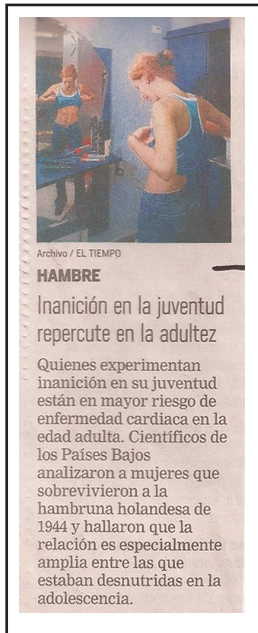 Archivo / EL TIEMPO
HAMBRE
Inanición en la juventud
repercute en la adultez
Quienes experimentan
inanición en su juventud
están en mayor riesgo de
enfermedad cardiaca en la
edad adulta. Científicos de
los Países Bajos
analizaron a mujeres que
sobrevivieron a la
hambruna holandesa de
1944 y hallaron que la
relación es especialmente
amplia entre las que
estaban desnutridas en la
adolescencia.